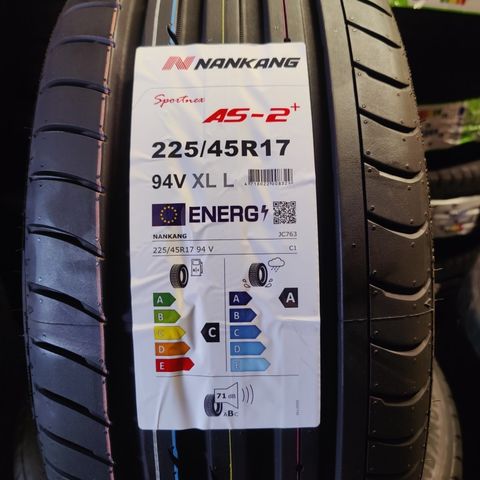 NANKANG
Sportnex
AS-2+
225/45R17
94V XL L
ENERG
NANKANG JC763
225/45R17 94 V C1
A A
B B
C C
D D
E E
C
A
71 dB
ABC